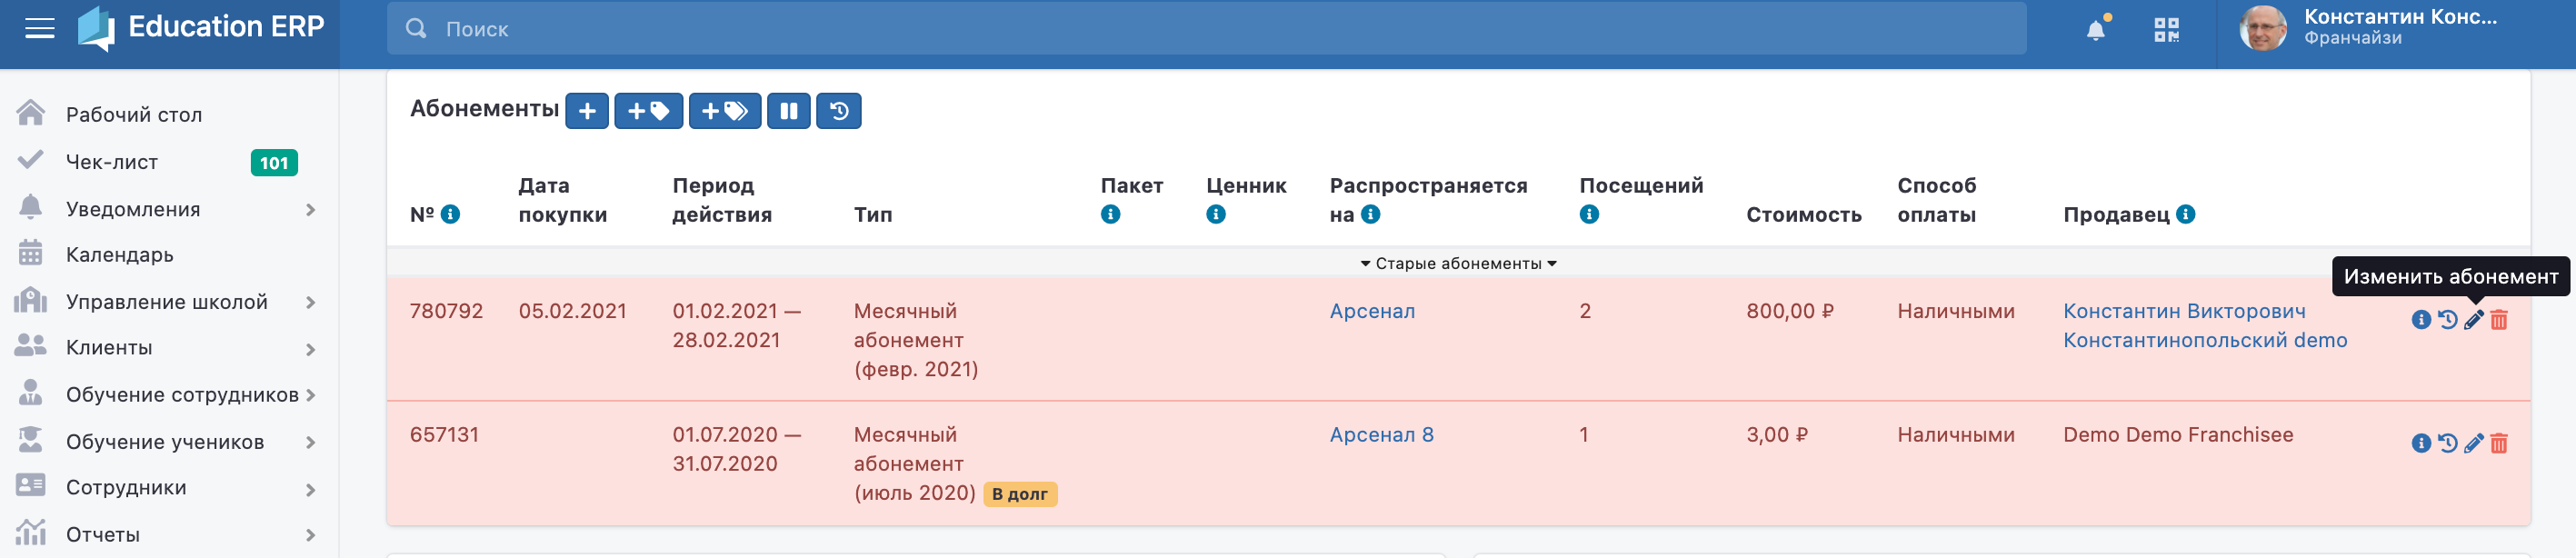 Education ERP
Поиск
Константин Конс...
Франчайзи
Рабочий стол
Чек-лист 101
Уведомления
Календарь
Управление школой
Клиенты
Обучение сотрудников
Обучение учеников
Сотрудники
Отчеты
Абонементы
№
Дата
покупки
Период
действия
Тип
Пакет
Ценник
Распространяется
на
Посещений
Стоимость
Способ
оплаты
Продавец
Старые абонементы
Изменить абонемент
780792
05.02.2021
01.02.2021 —
28.02.2021
Месячный
абонемент
(февр. 2021)
Арсенал
2
800,00 ₽
Наличными
Константин Викторович
Константинопольский demo
657131
01.07.2020 —
31.07.2020
Месячный
абонемент
(июль 2020) В долг
Арсенал 8
1
3,00 ₽
Наличными
Demo Demo Franchisee